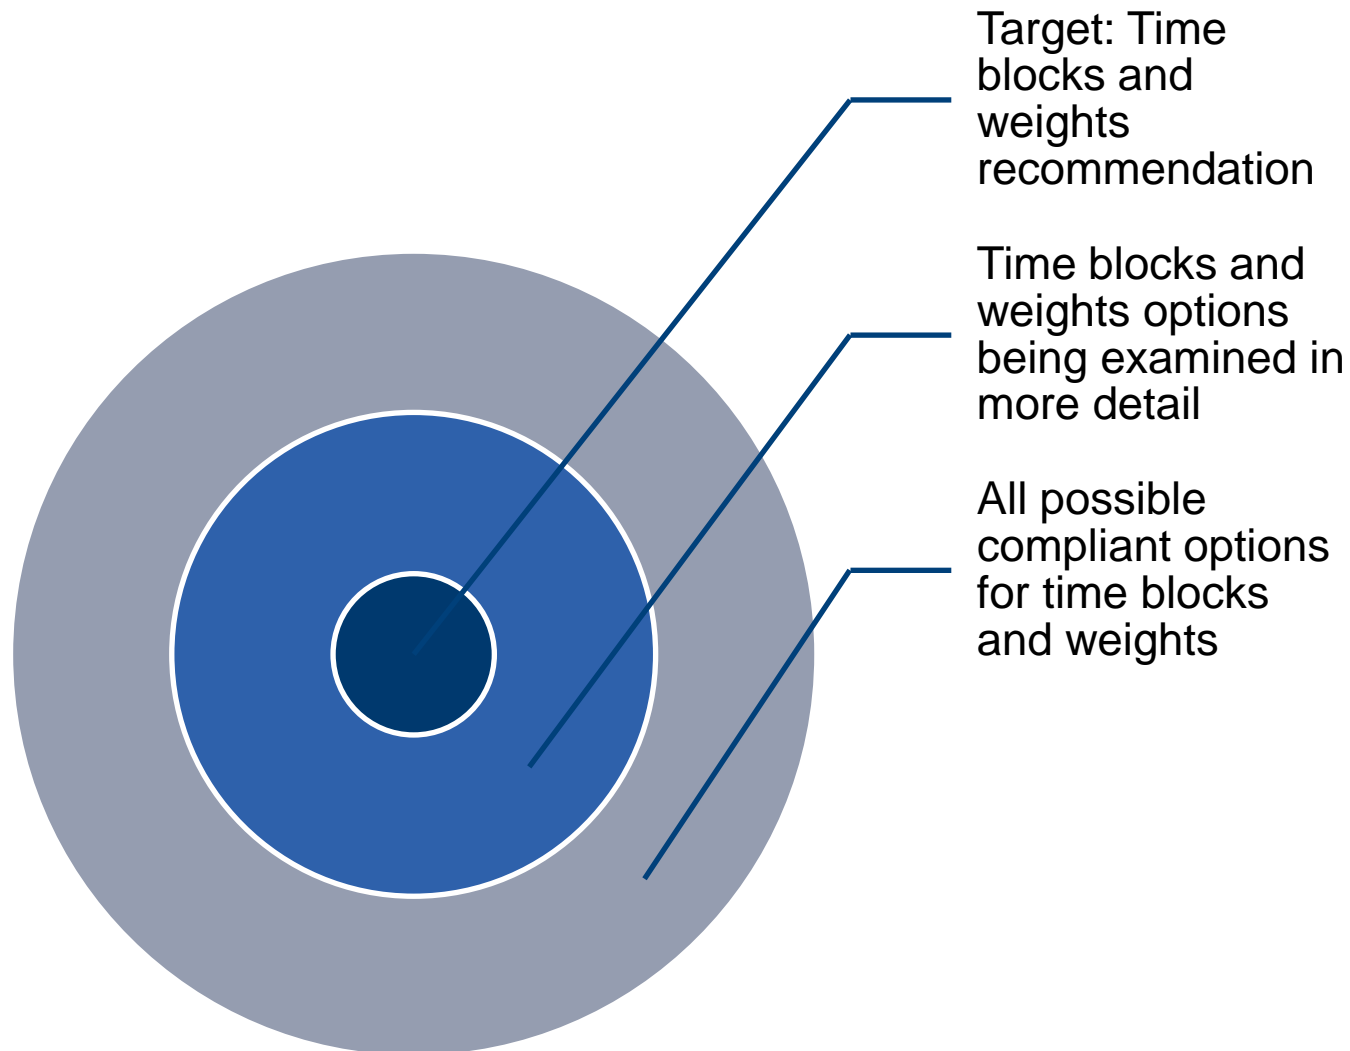 Target: Time
blocks and
weights
recommendation
Time blocks and
weights options
being examined in
more detail
All possible
compliant options
for time blocks
and weights